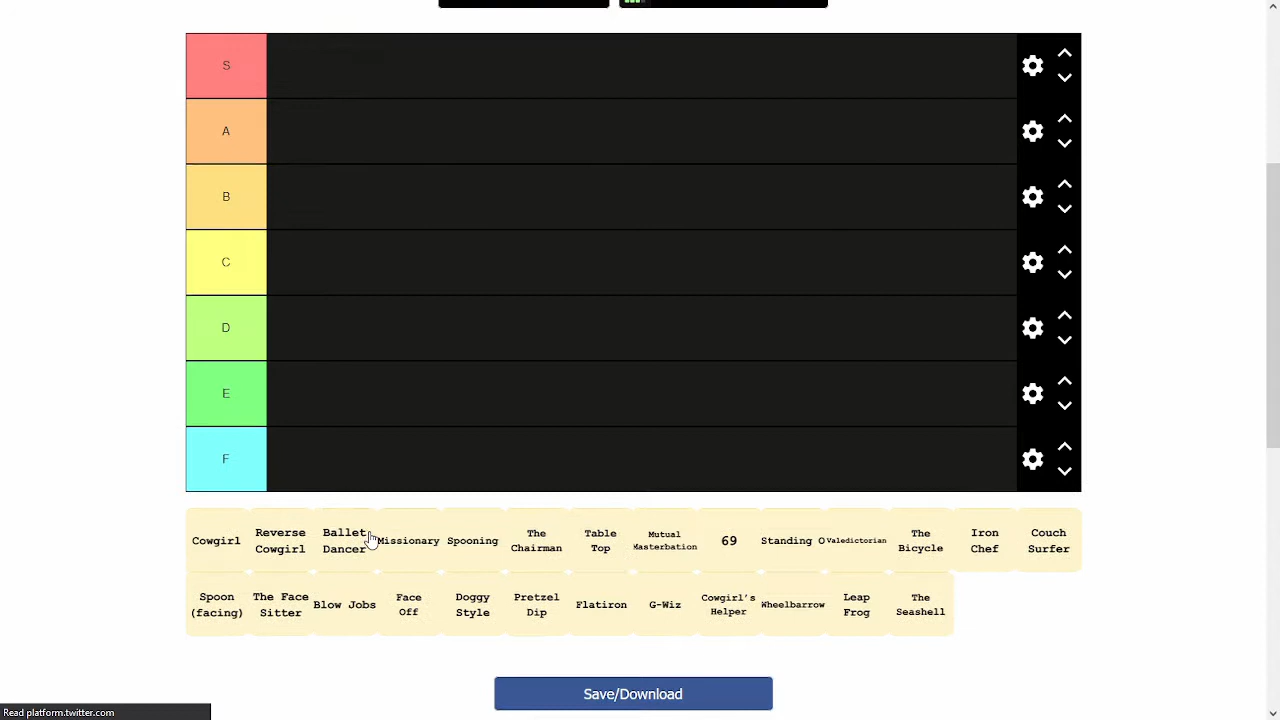 S
A
B
C
D
E
F
Cowgirl
Reverse
Cowgirl
Ballet
Dancer
Missionary
Spooning
The
Chairman
Table
Top
Mutual
Masterbation
69
Standing O
Valedictorian
The
Bicycle
Iron
Chef
Couch
Surfer
Spoon
(facing)
The Face
Sitter
Blow Jobs
Face
Off
Doggy
Style
Pretzel
Dip
Flatiron
G-Wiz
Cowgirl's
Helper
Wheelbarrow
Leap
Frog
The
Seashell
Save/Download
Read platform.twitter.com